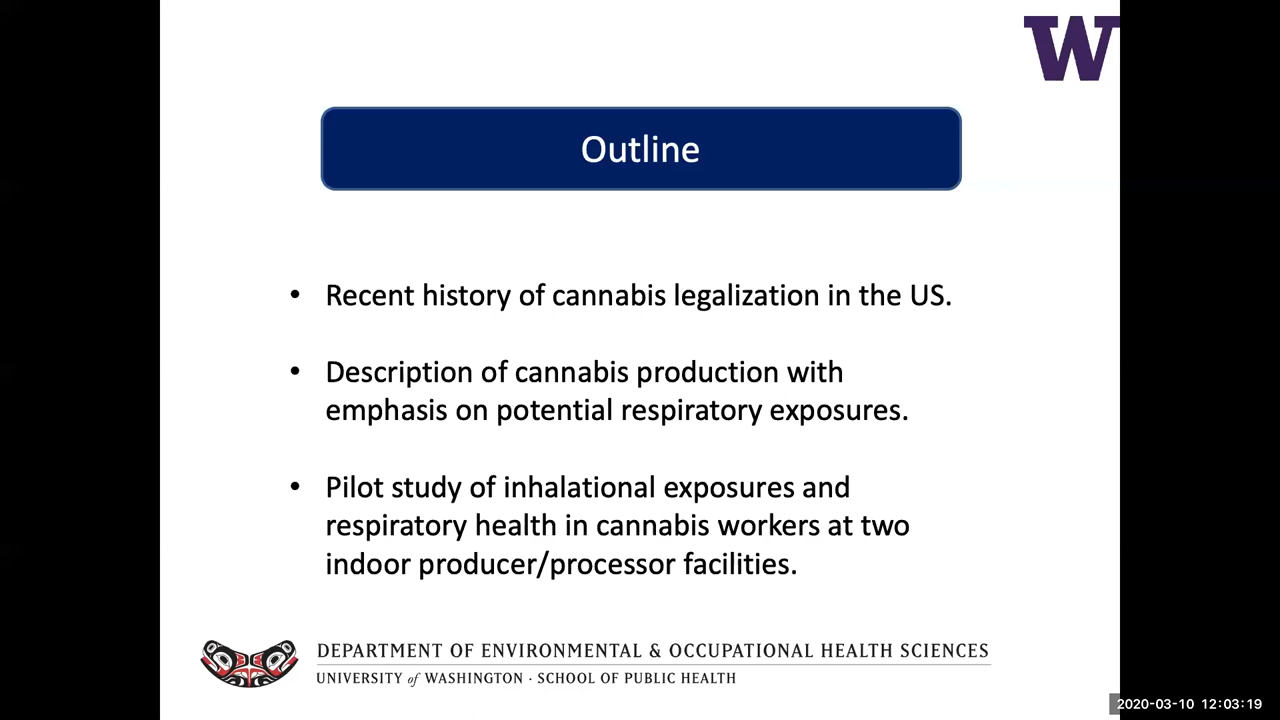 W
Outline
• Recent history of cannabis legalization in the US.
• Description of cannabis production with
emphasis on potential respiratory exposures.
• Pilot study of inhalational exposures and
respiratory health in cannabis workers at two
indoor producer/processor facilities.
DEPARTMENT OF ENVIRONMENTAL & OCCUPATIONAL HEALTH SCIENCES
UNIVERSITY of WASHINGTON · SCHOOL OF PUBLIC HEALTH
2020-03-10 12:03:19